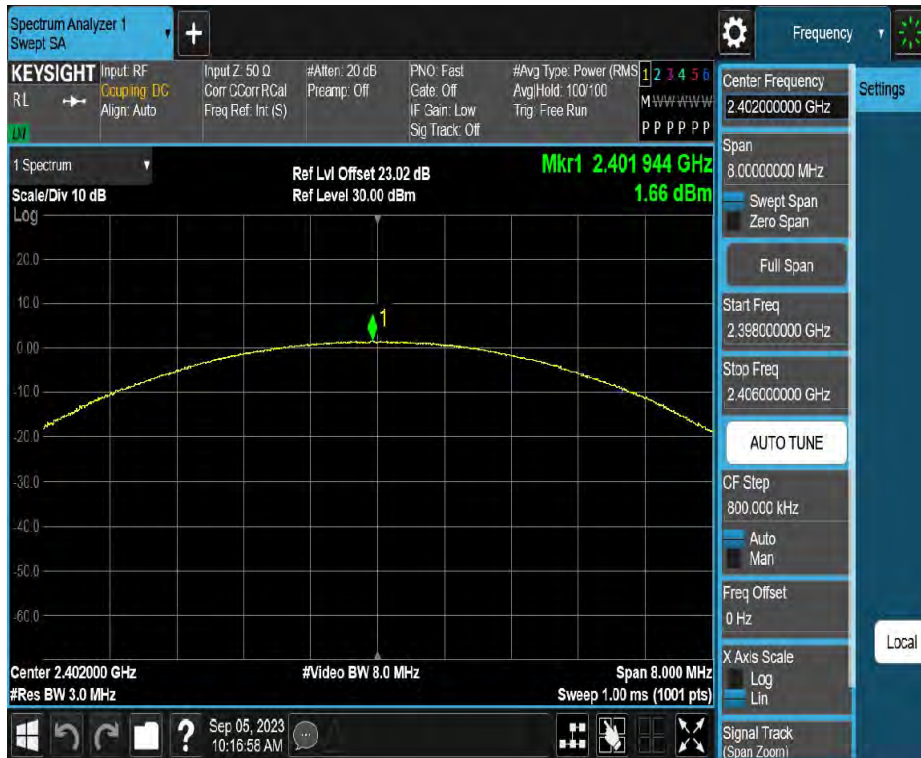 Spectrum Analyzer 1
Swept SA
+
Frequency
KEYSIGHT
RL
Input: RF
Coupling: DC
Align: Auto
Input Z: 50 Ω
Corr CCorr RCal
Freq Ref: Int (S)
#Atten: 20 dB
Preamp: Off
PNO: Fast
Gate: Off
IF Gain: Low
Sig Track: Off
#Avg Type: Power (RMS
Avg|Hold: 100/100
Trig: Free Run
1 2 3 4 5 6
M W W W W W
P P P P P P
1 Spectrum
Scale/Div 10 dB
Log
Ref Lvl Offset 23.02 dB
Ref Level 30.00 dBm
Mkr1 2.401 944 GHz
1.66 dBm
20.0
10.0
0.00
-10.0
-20.0
-30.0
-40.0
-50.0
-60.0
1
Center 2.402000 GHz
#Res BW 3.0 MHz
#Video BW 8.0 MHz
Span 8.000 MHz
Sweep 1.00 ms (1001 pts)
?
Sep 05, 2023
10:16:58 AM
Center Frequency
2.402000000 GHz
Span
8.00000000 MHz
Swept Span
Zero Span
Full Span
Start Freq
2.398000000 GHz
Stop Freq
2.406000000 GHz
AUTO TUNE
CF Step
800.000 kHz
Auto
Man
Freq Offset
0 Hz
X Axis Scale
Log
Lin
Signal Track
(Span Zoom)
Settings
Local